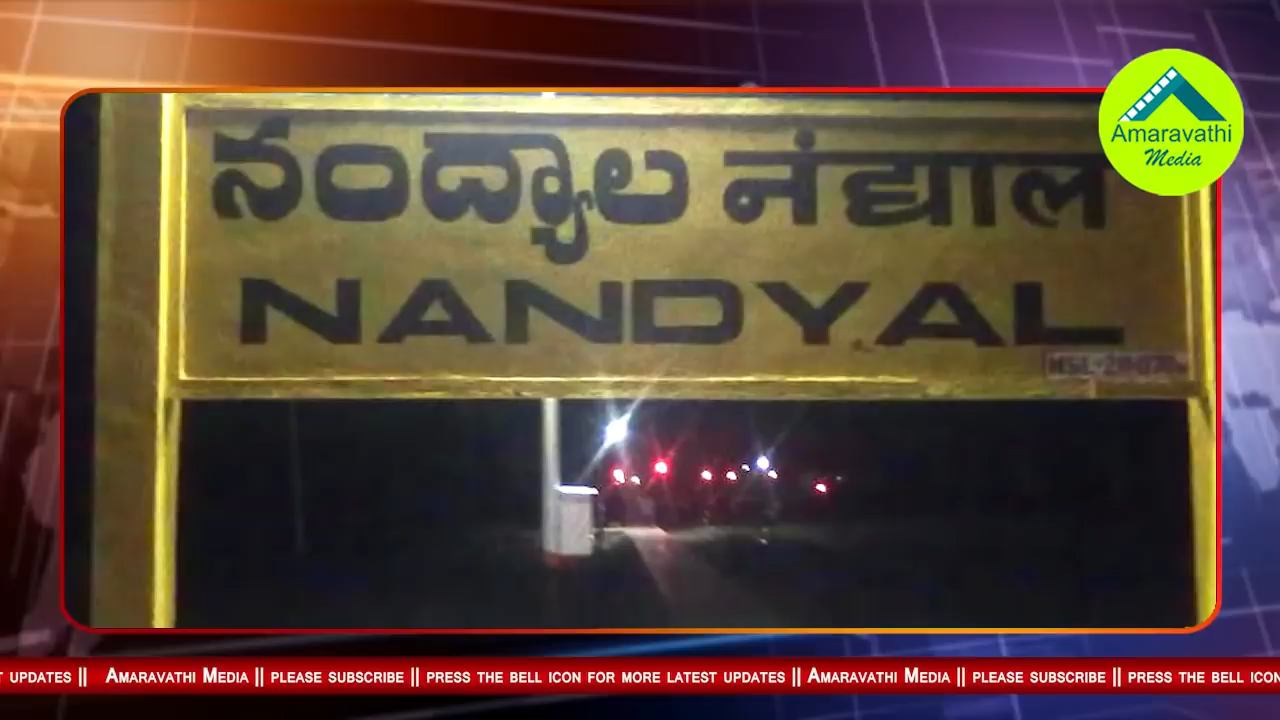 Amaravathi
Media
నంద్యాల नंद्याल
NANDYAL
UPDATES || AMARAVATHI MEDIA || PLEASE SUBSCRIBE || PRESS THE BELL ICON FOR MORE LATEST UPDATES || AMARAVATHI MEDIA || PLEASE SUBSCRIBE || PRESS THE BELL ICON